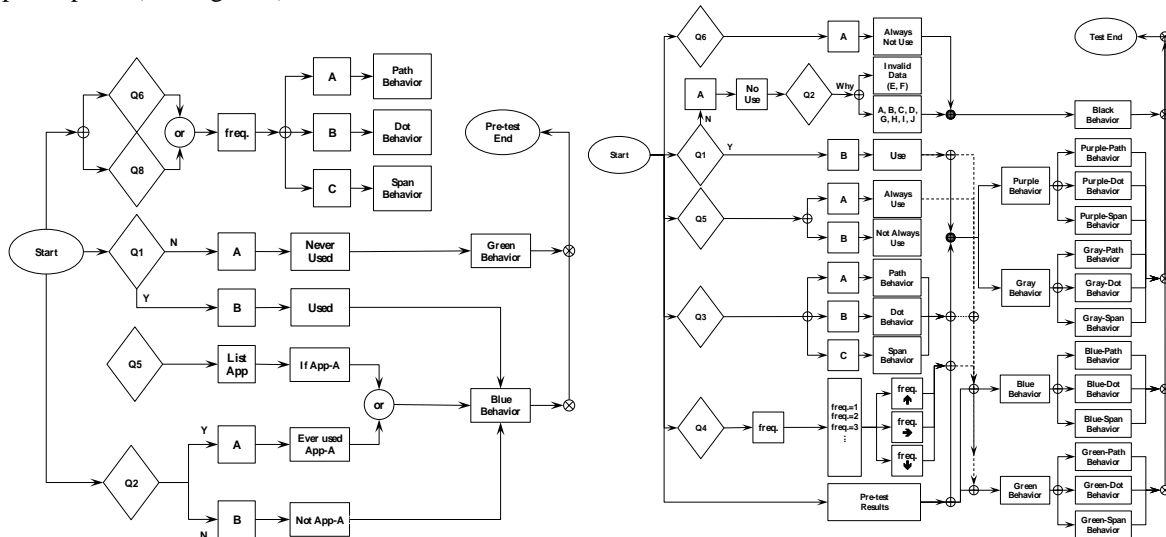 Q6
Q8
or
freq.
A
Path
Behavior
B
Dot
Behavior
C
Span
Behavior
Pre-test
End
Start
Q1
N
A
Never
Used
Green
Behavior
Y
B
Used
Q5
List
App
If App-A
or
Blue
Behavior
Q2
Y
A
Ever used
App-A
N
B
Not App-A
Q6
A
Always
Not Use
Test End
A
No
Use
Q2
Why
Invalid
Data
(E, F)
A, B, C, D,
G, H, I, J
Black
Behavior
N
Start
Q1
Y
B
Use
Q5
A
Always
Use
B
Not Always
Use
Purple
Behavior
Purple-Path
Behavior
Purple-Dot
Behavior
Purple-Span
Behavior
Q3
A
Path
Behavior
B
Dot
Behavior
C
Span
Behavior
Gray
Behavior
Gray-Path
Behavior
Gray-Dot
Behavior
Gray-Span
Behavior
Q4
freq.
freq.=1
freq.=2
freq.=3
...
freq.
↑
freq.
→
freq.
↓
Blue
Behavior
Blue-Path
Behavior
Blue-Dot
Behavior
Blue-Span
Behavior
Pre-test
Results
Green
Behavior
Green-Path
Behavior
Green-Dot
Behavior
Green-Span
Behavior